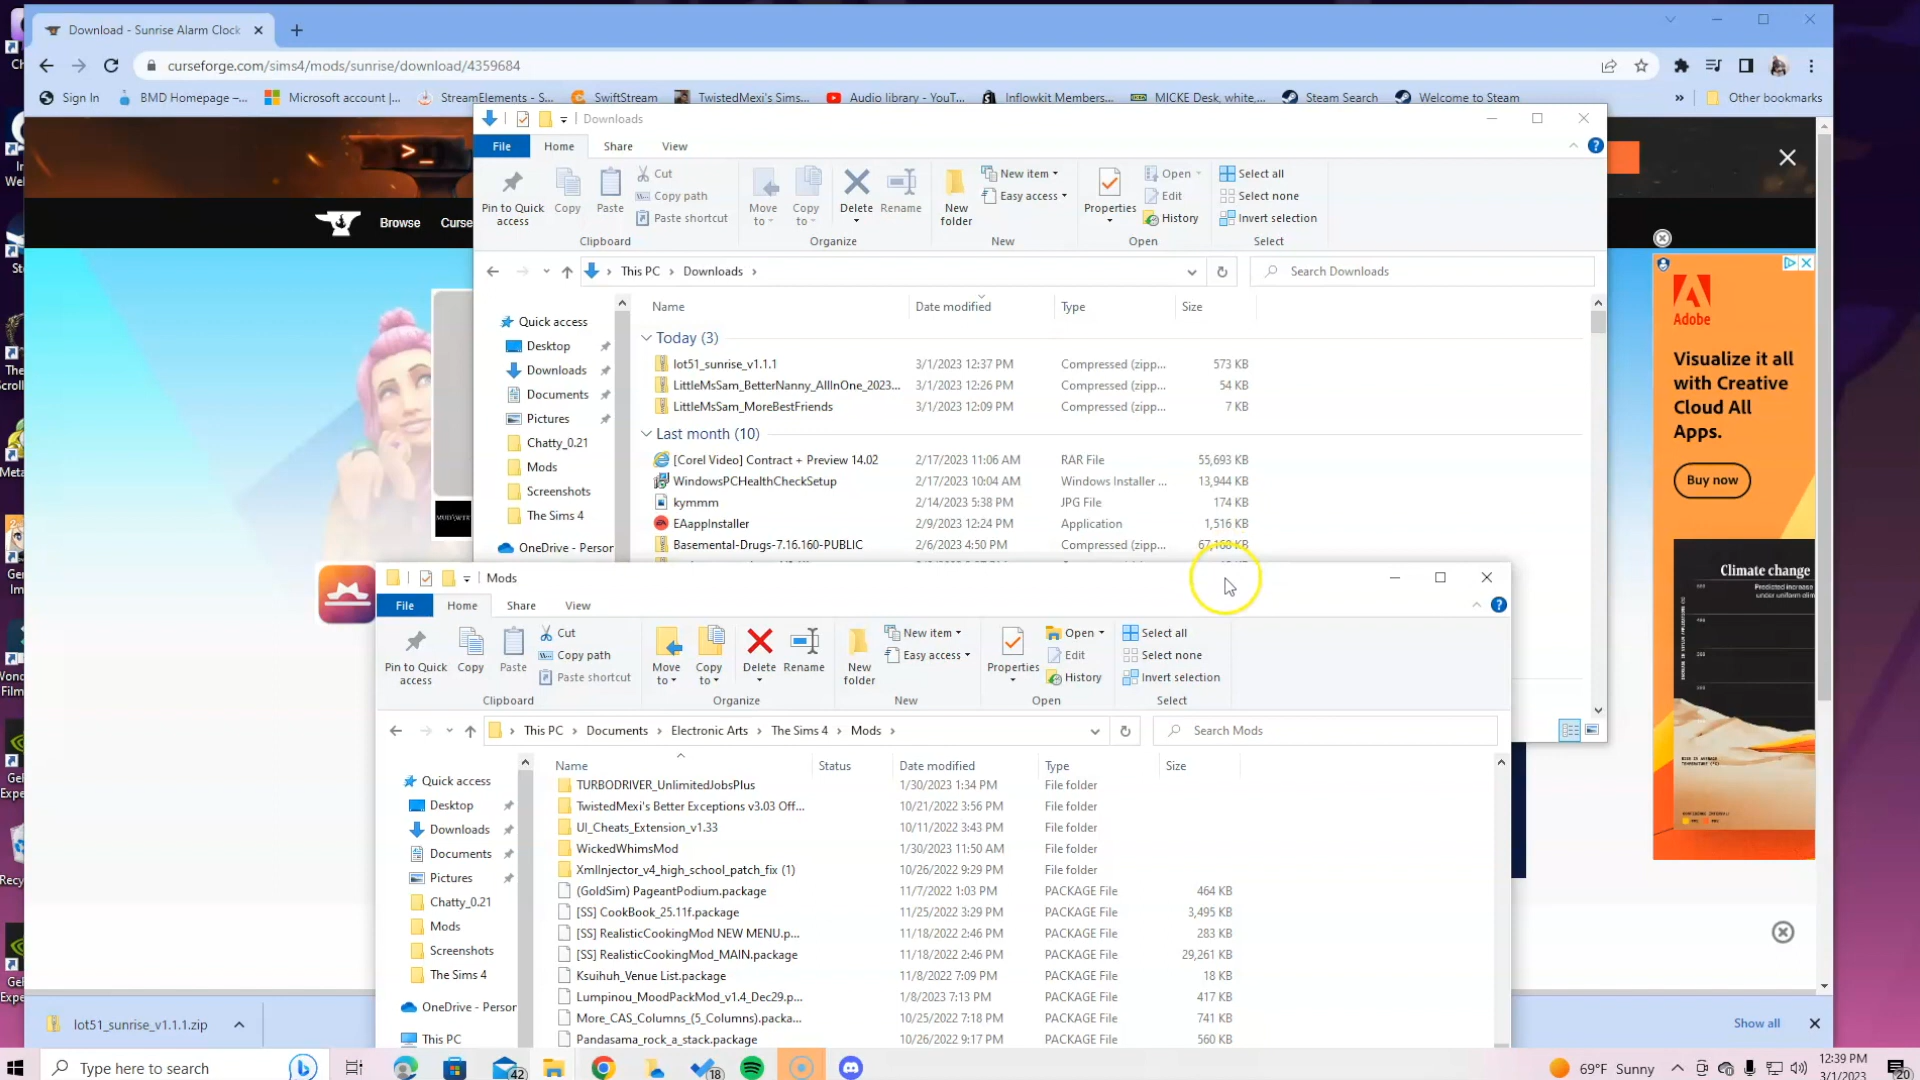 Download - Sunrise Alarm Clock
curseforge.com/sims4/mods/sunrise/download/4359684
Sign In BMD Homepage –... Microsoft account |... StreamElements - S... SwiftStream TwistedMexi's Sims... Audio library - YouT... Inflowkit Members... MICKE Desk, white,... Steam Search Welcome to Steam » Other bookmarks
Browse Curse
Downloads
File Home Share View
Pin to Quick access Copy Paste Cut Copy path Paste shortcut Move to Copy to Delete Rename New folder New item Easy access Properties Open Edit History Select all Select none Invert selection
Clipboard Organize New Open Select
This PC › Downloads › Search Downloads
Name Date modified Type Size
Quick access
Desktop
Downloads
Documents
Pictures
Chatty_0.21
Mods
Screenshots
The Sims 4
OneDrive - Person
Today (3)
lot51_sunrise_v1.1.1 3/1/2023 12:37 PM Compressed (zipp... 573 KB
LittleMsSam_BetterNanny_AllInOne_2023... 3/1/2023 12:26 PM Compressed (zipp... 54 KB
LittleMsSam_MoreBestFriends 3/1/2023 12:09 PM Compressed (zipp... 7 KB
Last month (10)
[Corel Video] Contract + Preview 14.02 2/17/2023 11:06 AM RAR File 55,693 KB
WindowsPCHealthCheckSetup 2/17/2023 10:04 AM Windows Installer ... 13,944 KB
kymmm 2/14/2023 5:38 PM JPG File 174 KB
EAappInstaller 2/9/2023 12:24 PM Application 1,516 KB
Basemental-Drugs-7.16.160-PUBLIC 2/6/2023 4:50 PM Compressed (zipp... 67,168 KB
Mods
File Home Share View
Pin to Quick access Copy Paste Cut Copy path Paste shortcut Move to Copy to Delete Rename New folder New item Easy access Properties Open Edit History Select all Select none Invert selection
Clipboard Organize New Open Select
This PC › Documents › Electronic Arts › The Sims 4 › Mods › Search Mods
Name Status Date modified Type Size
Quick access
Desktop
Downloads
Documents
Pictures
Chatty_0.21
Mods
Screenshots
The Sims 4
OneDrive - Person
This PC
TURBODRIVER_UnlimitedJobsPlus 1/30/2023 1:34 PM File folder
TwistedMexi's Better Exceptions v3.03 Off... 10/21/2022 3:56 PM File folder
UI_Cheats_Extension_v1.33 10/11/2022 3:43 PM File folder
WickedWhimsMod 1/30/2023 11:50 AM File folder
XmlInjector_v4_high_school_patch_fix (1) 10/26/2022 9:29 PM File folder
(GoldSim) PageantPodium.package 11/7/2022 1:03 PM PACKAGE File 464 KB
[SS] CookBook_25.11f.package 11/25/2022 3:29 PM PACKAGE File 3,495 KB
[SS] RealisticCookingMod NEW MENU.p... 11/18/2022 2:46 PM PACKAGE File 283 KB
[SS] RealisticCookingMod_MAIN.package 11/18/2022 2:46 PM PACKAGE File 29,261 KB
Ksuihuh_Venue List.package 11/8/2022 7:09 PM PACKAGE File 18 KB
Lumpinou_MoodPackMod_v1.4_Dec29.p... 1/8/2023 7:13 PM PACKAGE File 417 KB
More_CAS_Columns_(5_Columns).packa... 10/25/2022 7:18 PM PACKAGE File 741 KB
Pandasama_rock_a_stack.package 10/26/2022 9:17 PM PACKAGE File 560 KB
Adobe
Visualize it all
with Creative
Cloud All
Apps.
Buy now
Climate change
lot51_sunrise_v1.1.1.zip
Show all
Type here to search
42
18
69°F Sunny
12:39 PM
3/1/2023
20